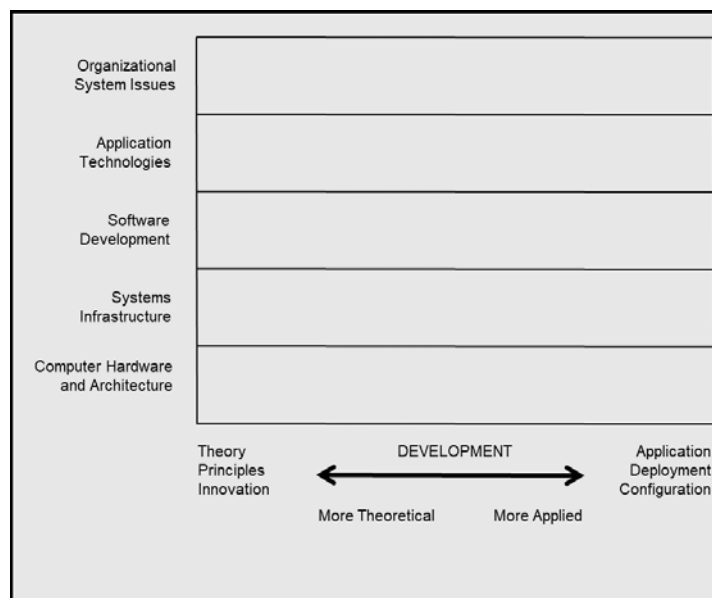 Organizational
System Issues
Application
Technologies
Software
Development
Systems
Infrastructure
Computer Hardware
and Architecture
Theory
Principles
Innovation
DEVELOPMENT
More Theoretical
More Applied
Application
Deployment
Configuration